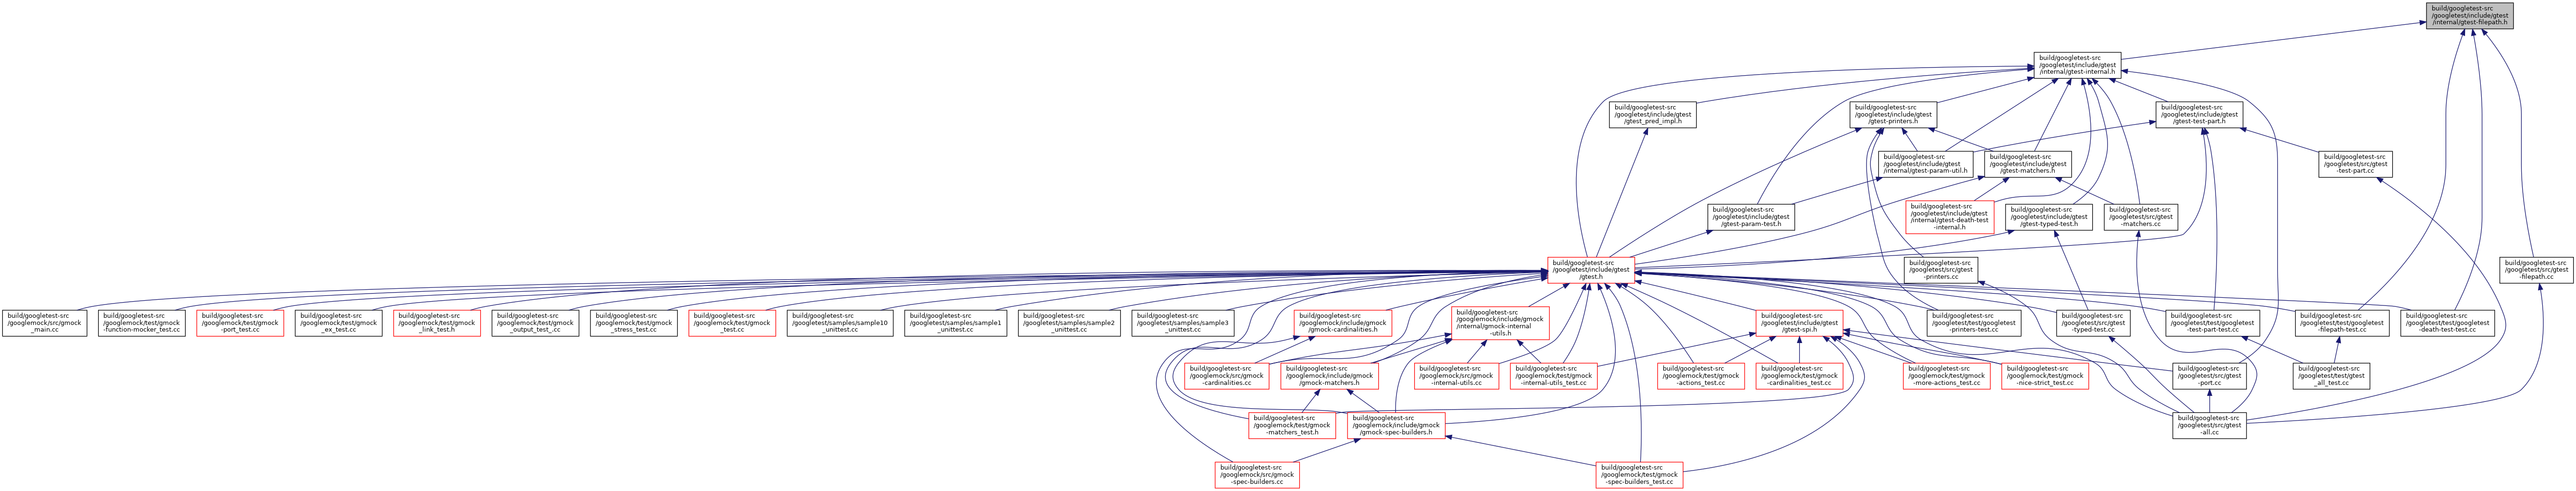 build/googletest-src
/googletest/include/gtest
/internal/gtest-filepath.h
build/googletest-src
/googletest/include/gtest
/internal/gtest-internal.h
build/googletest-src
/googletest/include/gtest
/gtest_pred_impl.h
build/googletest-src
/googletest/include/gtest
/gtest-printers.h
build/googletest-src
/googletest/include/gtest
/gtest-test-part.h
build/googletest-src
/googletest/include/gtest
/internal/gtest-param-util.h
build/googletest-src
/googletest/include/gtest
/gtest-matchers.h
build/googletest-src
/googletest/src/gtest
-test-part.cc
build/googletest-src
/googletest/include/gtest
/gtest-param-test.h
build/googletest-src
/googletest/include/gtest
/internal/gtest-death-test
-internal.h
build/googletest-src
/googletest/include/gtest
/gtest-typed-test.h
build/googletest-src
/googletest/src/gtest
-matchers.cc
build/googletest-src
/googletest/include/gtest
/gtest.h
build/googletest-src
/googletest/src/gtest
-printers.cc
build/googletest-src
/googletest/src/gtest
-filepath.cc
build/googletest-src
/googlemock/src/gmock
_main.cc
build/googletest-src
/googlemock/test/gmock
-function-mocker_test.cc
build/googletest-src
/googlemock/test/gmock
-port_test.cc
build/googletest-src
/googlemock/test/gmock
_ex_test.cc
build/googletest-src
/googlemock/test/gmock
_link_test.h
build/googletest-src
/googlemock/test/gmock
_output_test_.cc
build/googletest-src
/googlemock/test/gmock
_stress_test.cc
build/googletest-src
/googlemock/test/gmock
_test.cc
build/googletest-src
/googletest/samples/sample10
_unittest.cc
build/googletest-src
/googletest/samples/sample1
_unittest.cc
build/googletest-src
/googletest/samples/sample2
_unittest.cc
build/googletest-src
/googletest/samples/sample3
_unittest.cc
build/googletest-src
/googlemock/include/gmock
/gmock-cardinalities.h
build/googletest-src
/googlemock/include/gmock
/internal/gmock-internal
-utils.h
build/googletest-src
/googletest/include/gtest
/gtest-spi.h
build/googletest-src
/googletest/test/googletest
-printers-test.cc
build/googletest-src
/googletest/src/gtest
-typed-test.cc
build/googletest-src
/googletest/test/googletest
-test-part-test.cc
build/googletest-src
/googletest/test/googletest
-filepath-test.cc
build/googletest-src
/googletest/test/googletest
-death-test-test.cc
build/googletest-src
/googlemock/src/gmock
-cardinalities.cc
build/googletest-src
/googlemock/include/gmock
/gmock-matchers.h
build/googletest-src
/googlemock/src/gmock
-internal-utils.cc
build/googletest-src
/googlemock/test/gmock
-internal-utils_test.cc
build/googletest-src
/googlemock/test/gmock
-actions_test.cc
build/googletest-src
/googlemock/test/gmock
-cardinalities_test.cc
build/googletest-src
/googlemock/test/gmock
-more-actions_test.cc
build/googletest-src
/googlemock/test/gmock
-nice-strict_test.cc
build/googletest-src
/googletest/src/gtest
-port.cc
build/googletest-src
/googletest/test/gtest
_all_test.cc
build/googletest-src
/googlemock/test/gmock
-matchers_test.h
build/googletest-src
/googlemock/include/gmock
/gmock-spec-builders.h
build/googletest-src
/googletest/src/gtest
-all.cc
build/googletest-src
/googlemock/src/gmock
-spec-builders.cc
build/googletest-src
/googlemock/test/gmock
-spec-builders_test.cc